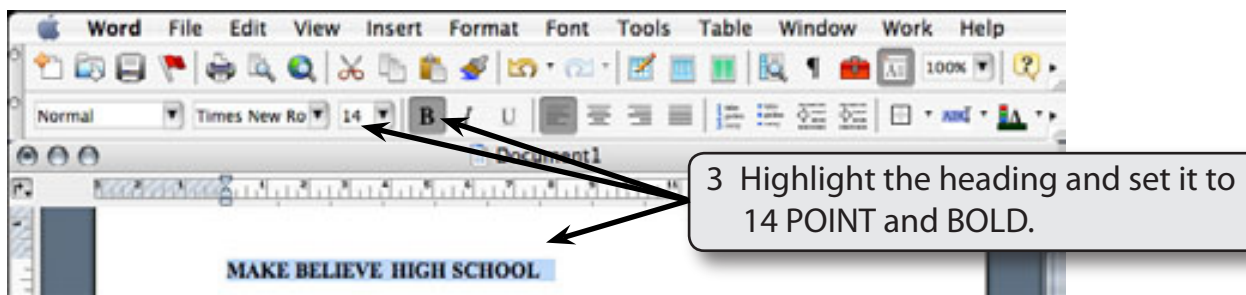 Word File Edit View Insert Format Font Tools Table Window Work Help
100%
Normal Times New Ro 14 B I U
Document1
3 Highlight the heading and set it to
14 POINT and BOLD.
MAKE BELIEVE HIGH SCHOOL